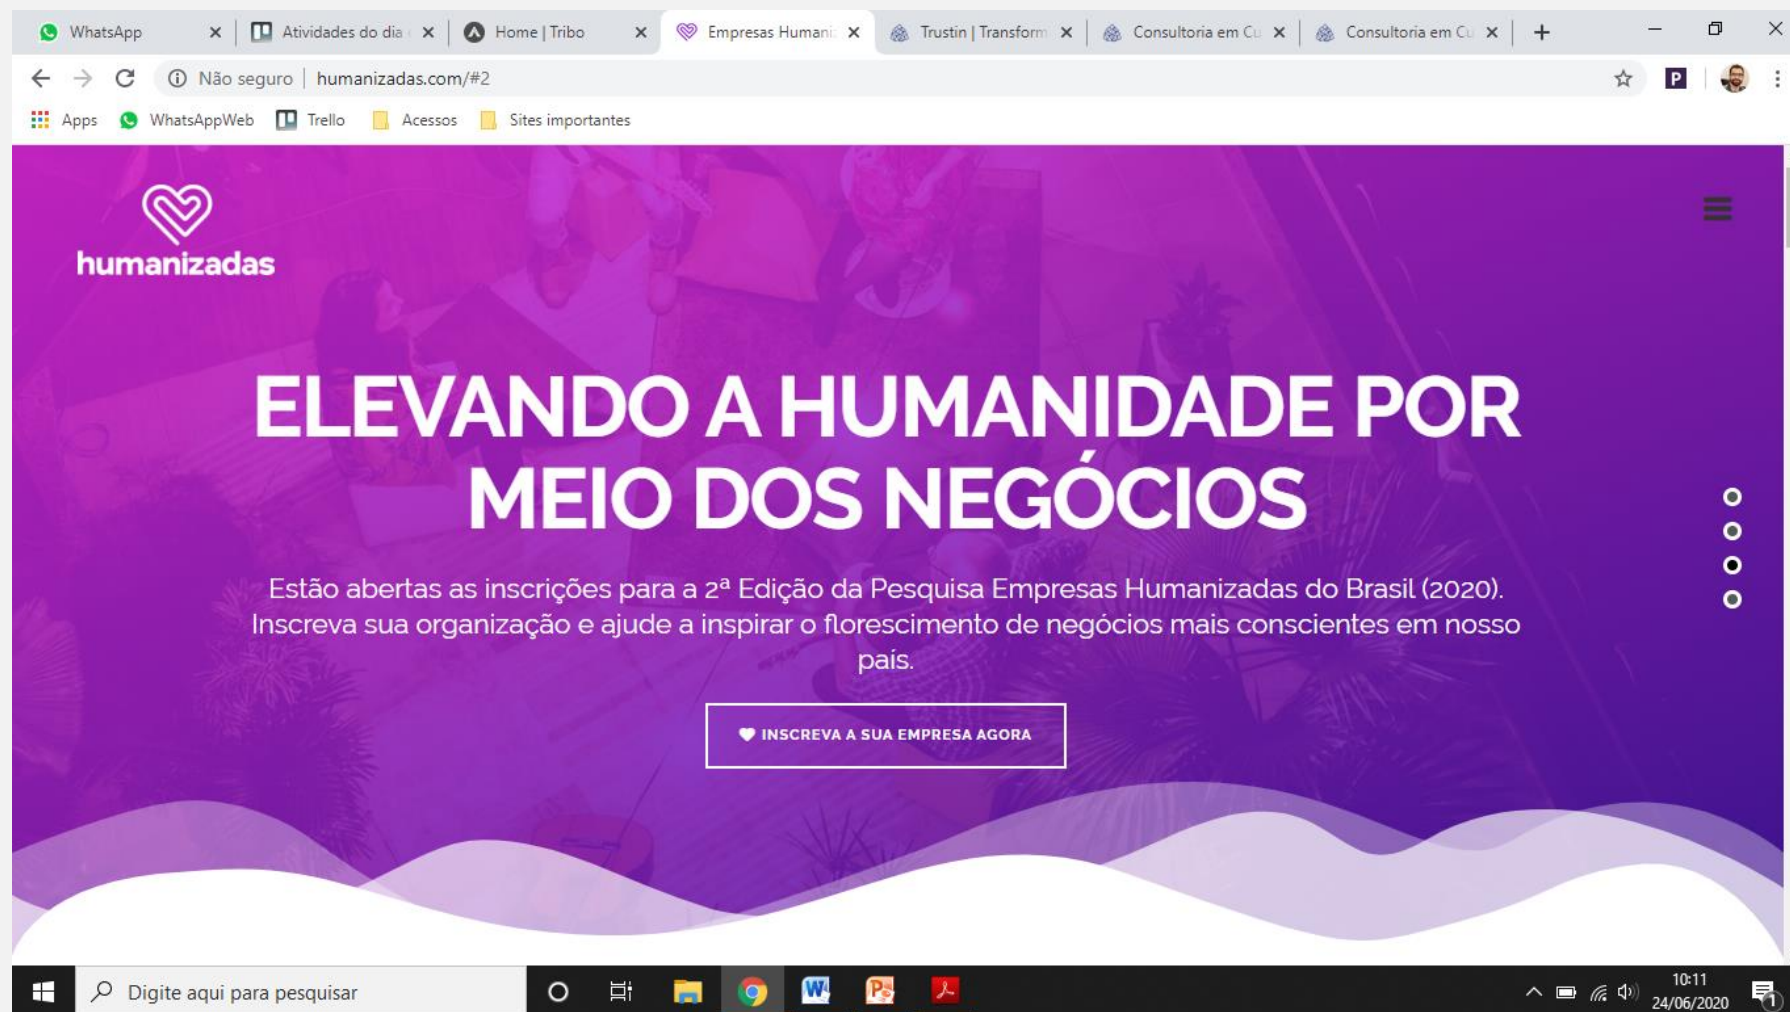 WhatsApp
Atividades do dia
Home | Tribo
Empresas Humani
Trustin | Transform
Consultoria em Cu
Consultoria em Cu
Não seguro | humanizadas.com/#2
P
Apps
WhatsAppWeb
Trello
Acessos
Sites importantes
humanizadas
ELEVANDO A HUMANIDADE POR
MEIO DOS NEGÓCIOS
Estão abertas as inscrições para a 2ª Edição da Pesquisa Empresas Humanizadas do Brasil (2020).
Inscreva sua organização e ajude a inspirar o florescimento de negócios mais conscientes em nosso
país.
INSCREVA A SUA EMPRESA AGORA
Digite aqui para pesquisar
10:11
24/06/2020
1